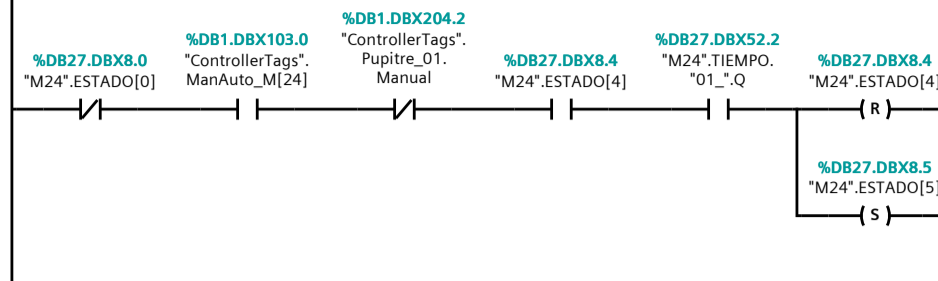 %DB27.DBX8.0
"M24".ESTADO[0]
%DB1.DBX103.0
"ControllerTags".
ManAuto_M[24]
%DB1.DBX204.2
"ControllerTags".
Pupitre_01.
Manual
%DB27.DBX8.4
"M24".ESTADO[4]
%DB27.DBX52.2
"M24".TIEMPO.
"01_".Q
%DB27.DBX8.4
"M24".ESTADO[4]
R
%DB27.DBX8.5
"M24".ESTADO[5]
S